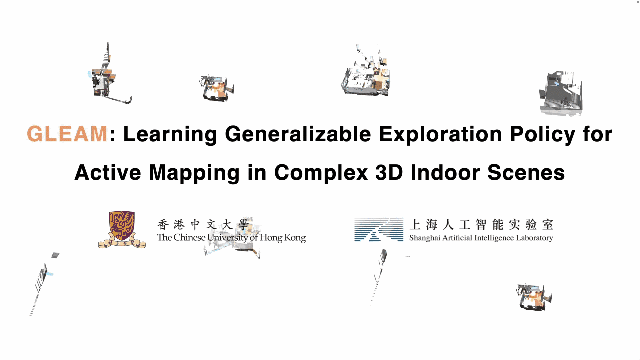 GLEAM: Learning Generalizable Exploration Policy for
Active Mapping in Complex 3D Indoor Scenes
香港中文大學
The Chinese University of Hong Kong
上海人工智能实验室
Shanghai Artificial Intelligence Laboratory